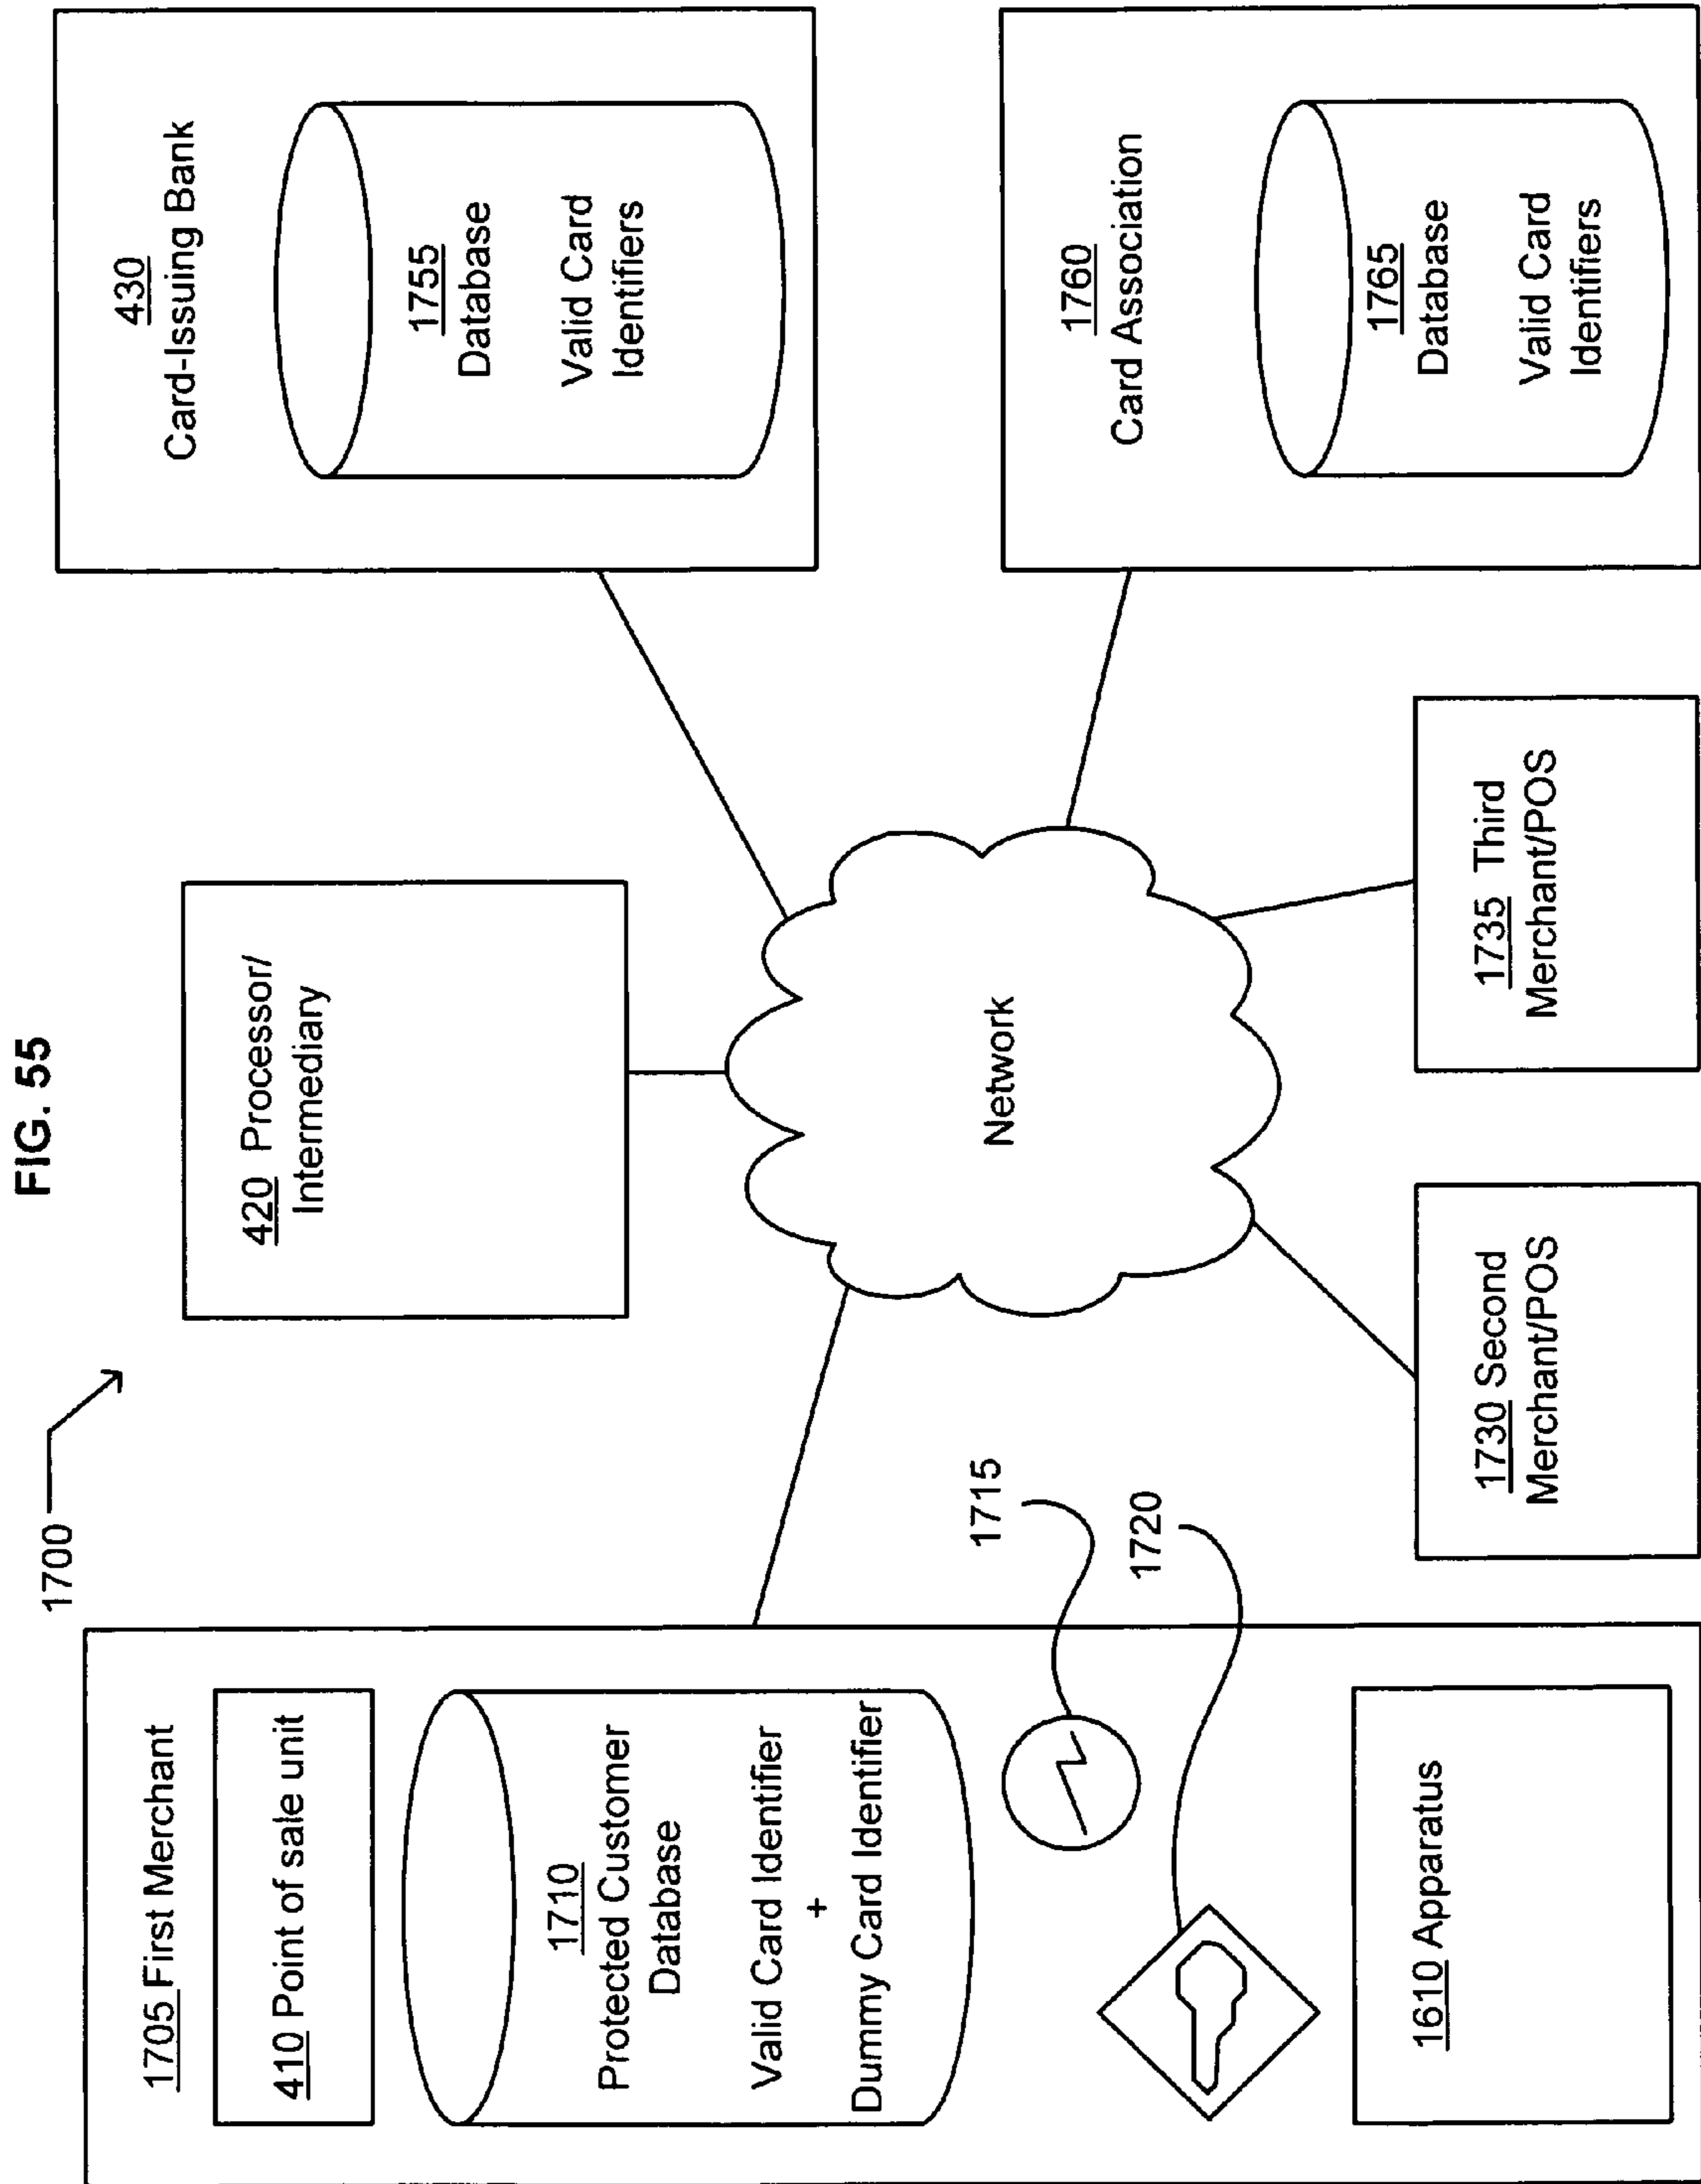 FIG. 55
1700
1705 First Merchant
410 Point of sale unit
1710
Protected Customer
Database
Valid Card Identifier
+
Dummy Card Identifier
1715
1720
1610 Apparatus
420 Processor/
Intermediary
Network
1730 Second
Merchant/POS
1735 Third
Merchant/POS
430
Card-Issuing Bank
1755
Database
Valid Card
Identifiers
1760
Card Association
1765
Database
Valid Card
Identifiers